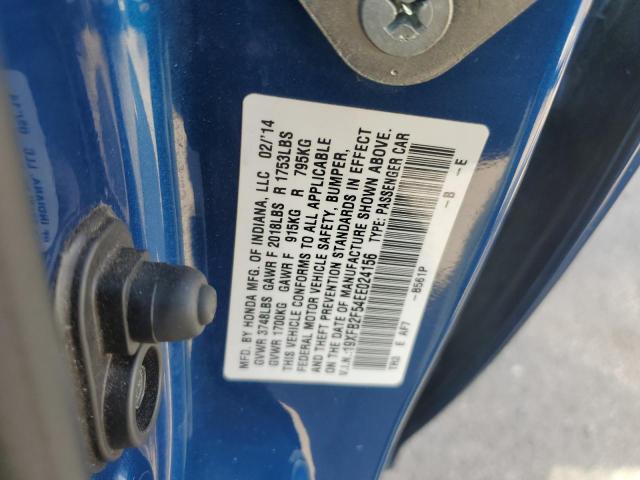 MFD. BY HONDA MFG. OF INDIANA, LLC 02/'14
GVWR 3748LBS GAWR F 2018LBS R 1753LBS
GVWR 1700KG GAWR F 915KG R 795KG
THIS VEHICLE CONFORMS TO ALL APPLICABLE
FEDERAL MOTOR VEHICLE SAFETY, BUMPER,
AND THEFT PREVENTION STANDARDS IN EFFECT
ON THE DATE OF MANUFACTURE SHOWN ABOVE.
V.I.N.:19XFB2F54EE024156 TYPE: PASSENGER CAR
TR3 E AF7 -B561P -B -E